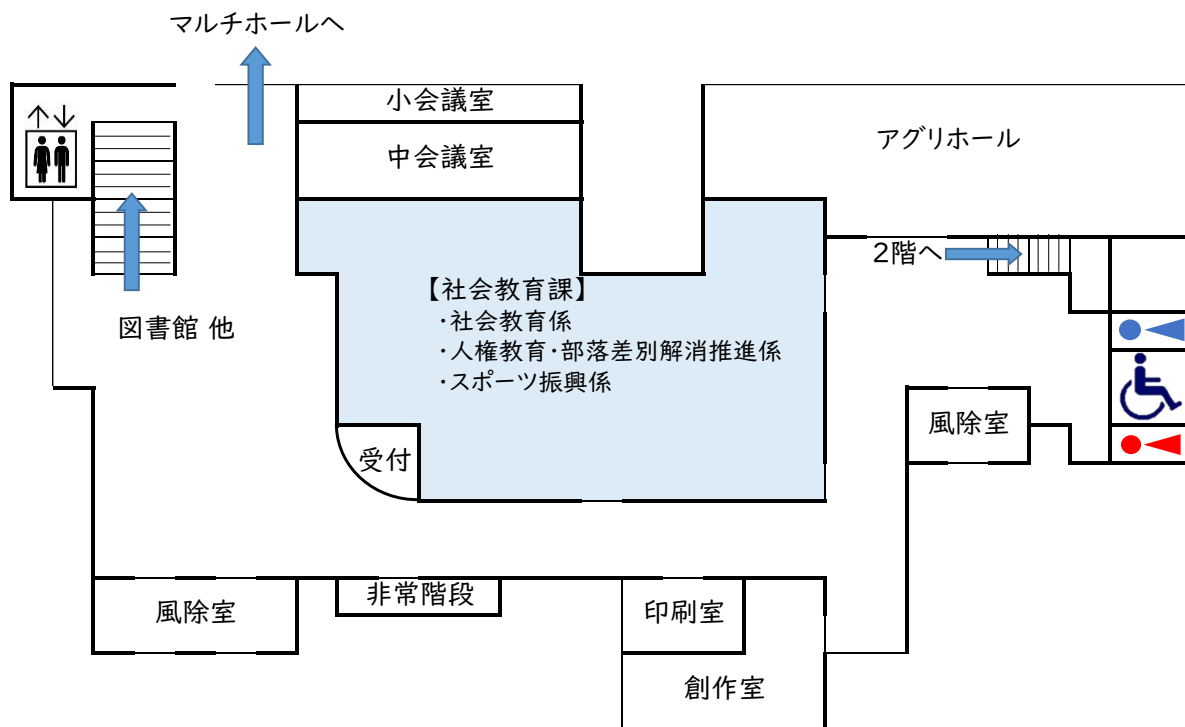 マルチホールへ
小会議室
中会議室
アグリホール
2階へ
【社会教育課】
・社会教育係
・人権教育・部落差別解消推進係
・スポーツ振興係
図書館 他
風除室
受付
風除室
非常階段
印刷室
創作室